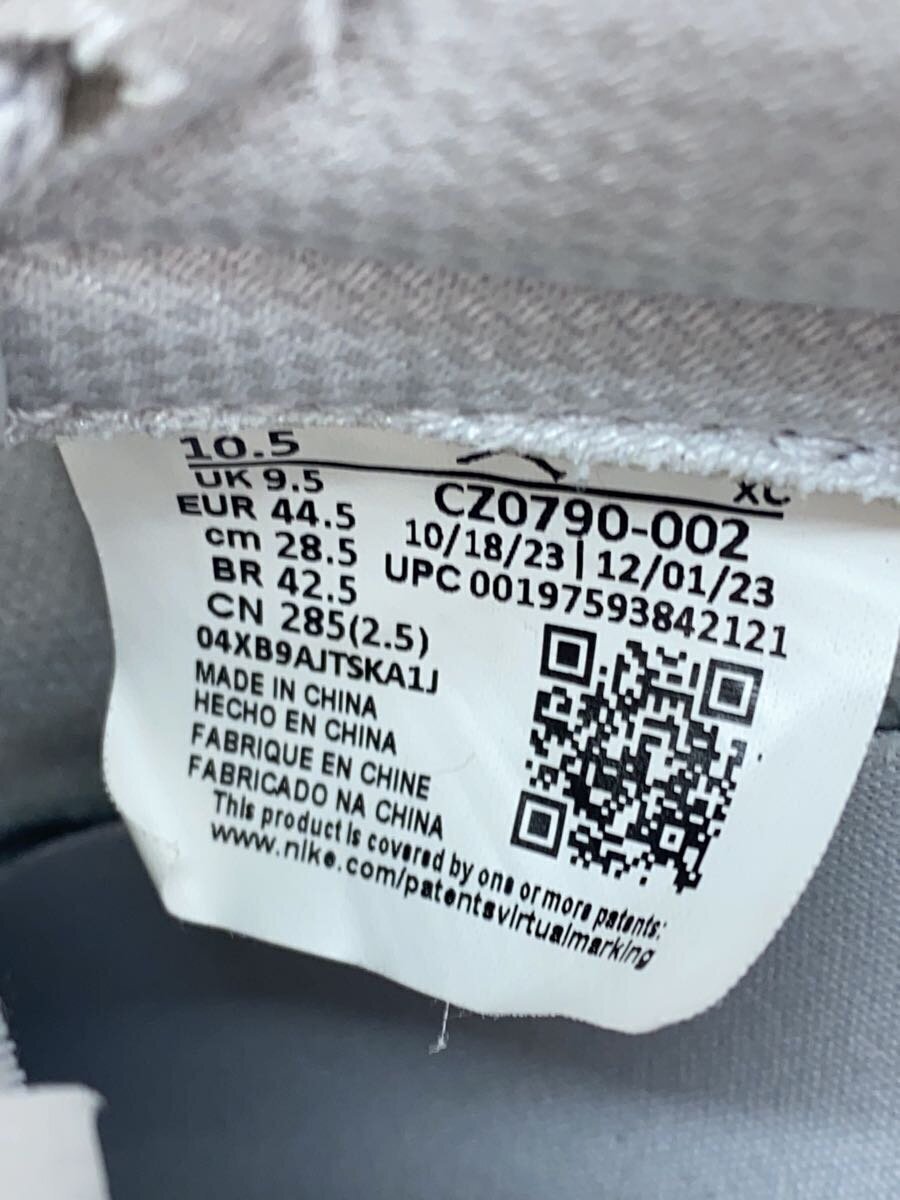 10.5
UK 9.5
EUR 44.5
cm 28.5
BR 42.5
CN 285(2.5)
04XB9AJTSKA1J
XC
CZ0790-002
10/18/23 | 12/01/23
UPC 00197593842121
MADE IN CHINA
HECHO EN CHINA
FABRIQUE EN CHINE
FABRICADO NA CHINA
This product is covered by one or more patents:
www.nike.com/patentsvirtualmarking